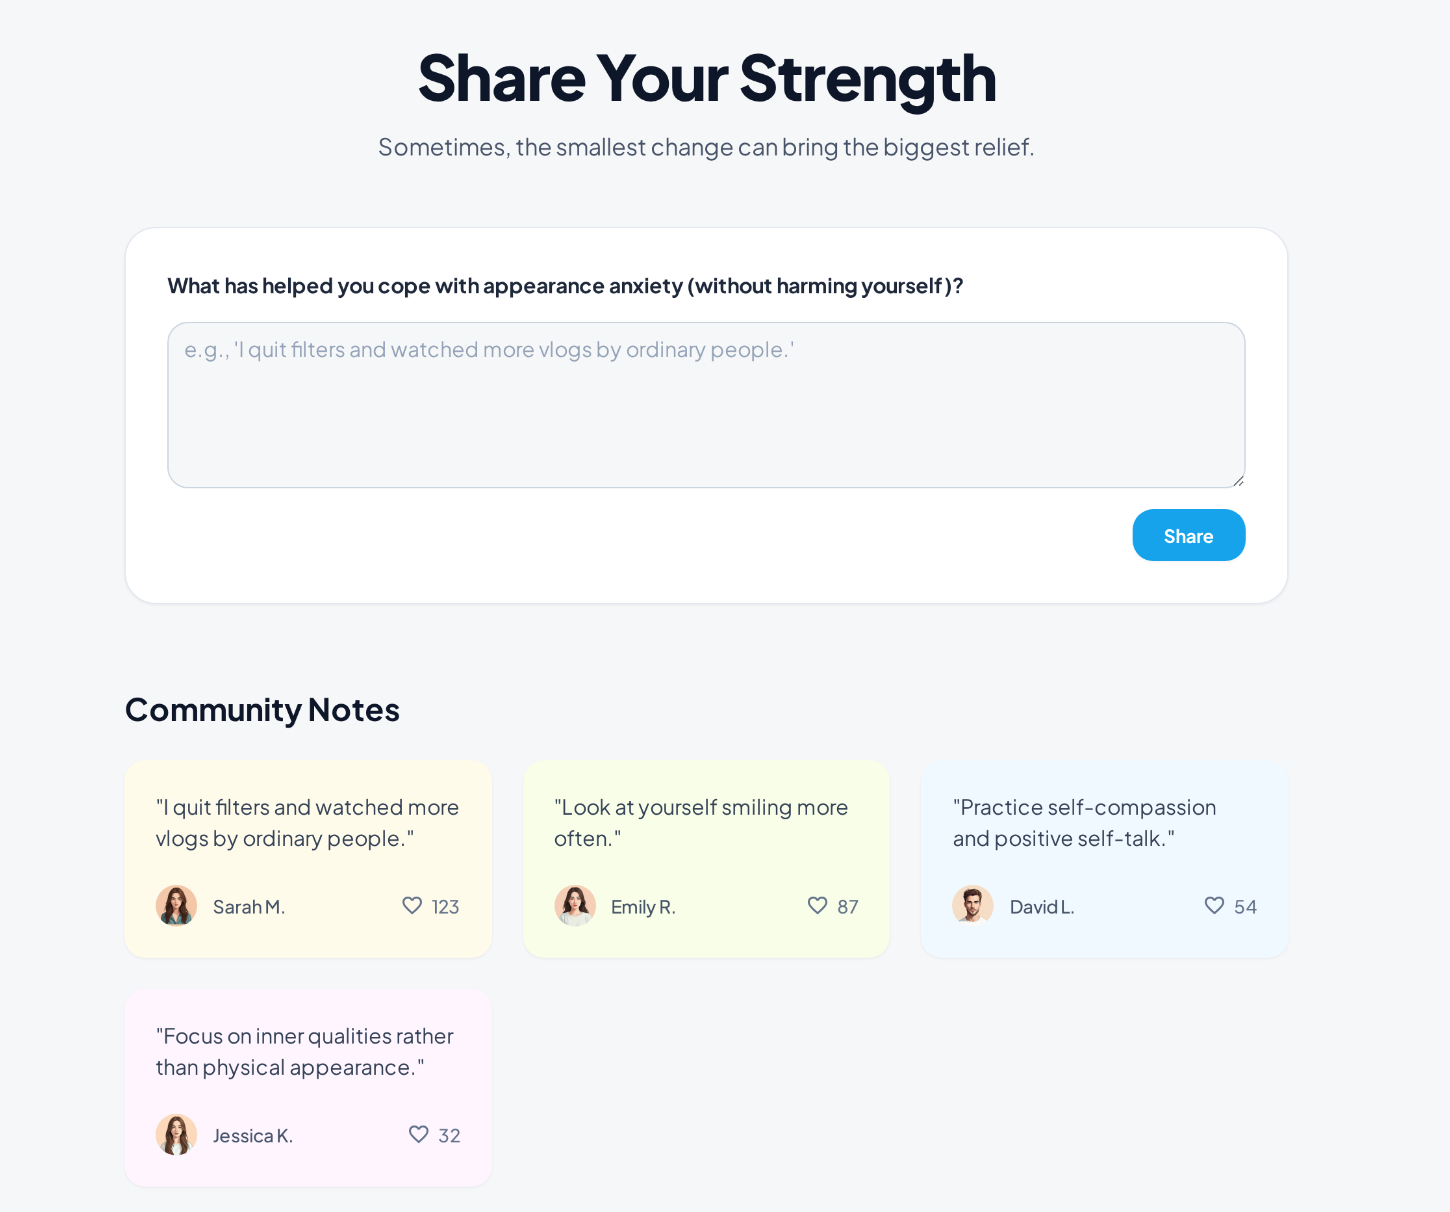 Share Your Strength
Sometimes, the smallest change can bring the biggest relief.
What has helped you cope with appearance anxiety (without harming yourself)?
e.g., 'I quit filters and watched more vlogs by ordinary people.'
Share
Community Notes
"I quit filters and watched more
vlogs by ordinary people."
Sarah M.
123
"Look at yourself smiling more
often."
Emily R.
87
"Practice self-compassion
and positive self-talk."
David L.
54
"Focus on inner qualities rather
than physical appearance."
Jessica K.
32